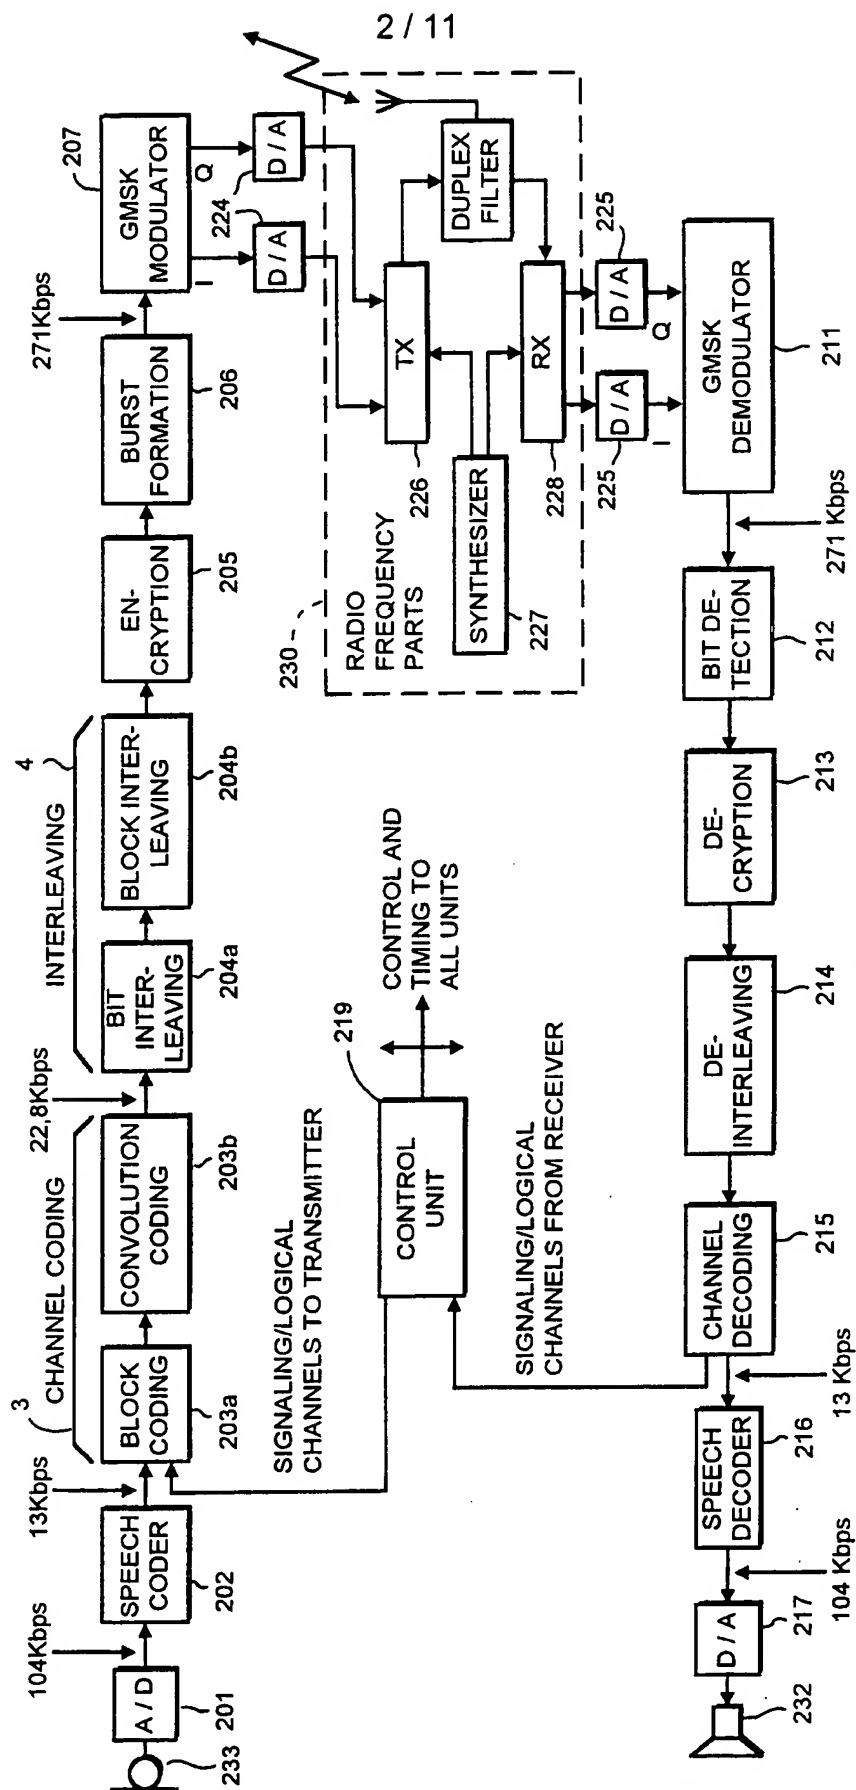 2 / 11
104Kbps
13Kbps
3
CHANNEL CODING
22,8Kbps
INTERLEAVING
4
271Kbps
207
233
A / D
201
SPEECH
CODER
202
BLOCK
CODING
203a
CONVOLUTION
CODING
203b
BIT
INTER-
LEAVING
204a
BLOCK INTER-
LEAVING
204b
EN-
CRYPTION
205
BURST
FORMATION
206
GMSK
MODULATOR
I
Q
D / A
224
D / A
230
RADIO
FREQUENCY
PARTS
TX
226
DUPLEX
FILTER
SYNTHESIZER
227
RX
228
D / A
225
D / A
225
I
Q
SIGNALING/LOGICAL
CHANNELS TO TRANSMITTER
219
CONTROL
UNIT
CONTROL AND
TIMING TO
ALL UNITS
SIGNALING/LOGICAL
CHANNELS FROM RECEIVER
232
D / A
217
104 Kbps
SPEECH
DECODER
216
13 Kbps
CHANNEL
DECODING
215
DE-
INTERLEAVING
214
DE-
CRYPTION
213
BIT DE-
TECTION
212
271 Kbps
GMSK
DEMODULATOR
211